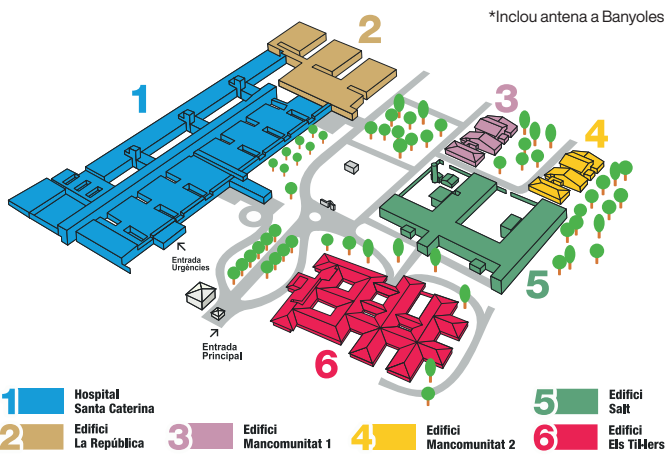 *Inclou antena a Banyoles
2
1
3
4
Entrada
Urgències
5
Entrada
Principal
6
1 Hospital
Santa Caterina
5 Edifici
Salt
2 Edifici
La República
3 Edifici
Mancomunitat 1
4 Edifici
Mancomunitat 2
6 Edifici
Els Til·lers